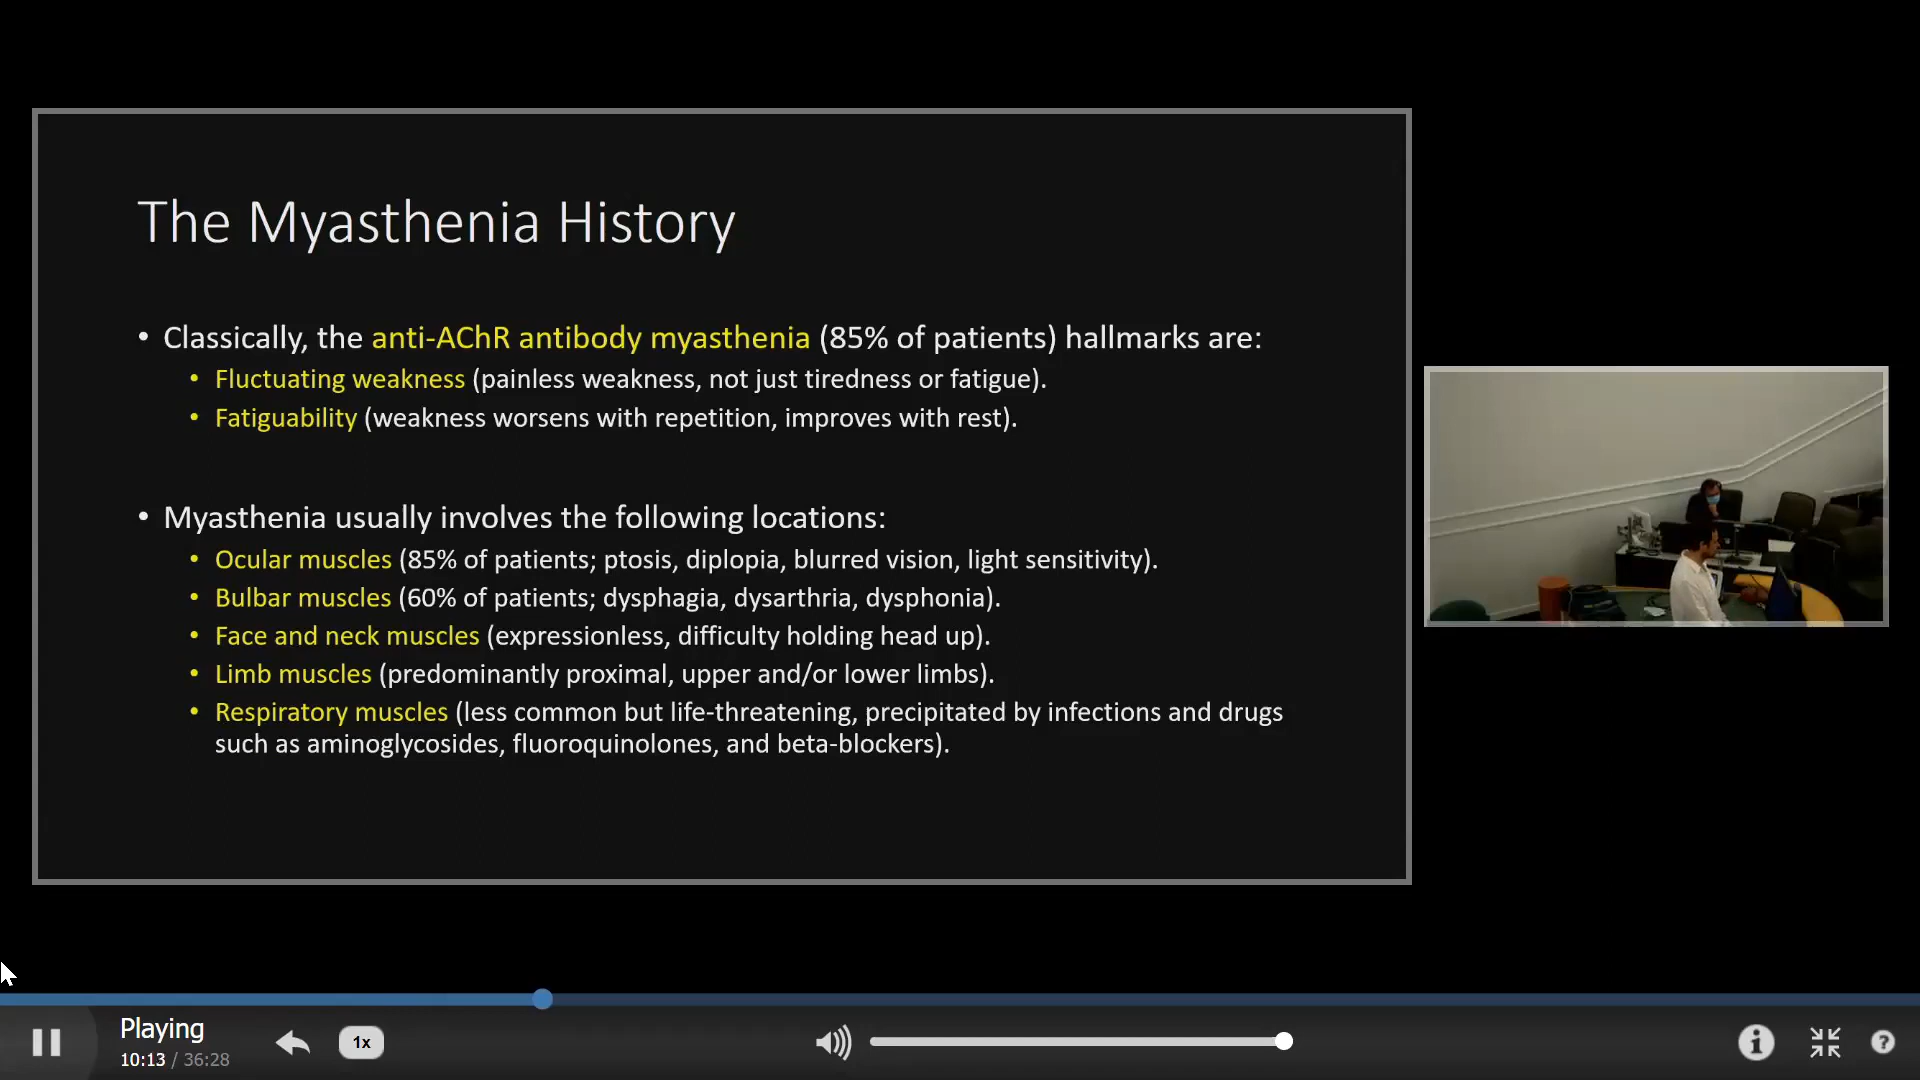 The Myasthenia History
• Classically, the anti-AChR antibody myasthenia (85% of patients) hallmarks are:
• Fluctuating weakness (painless weakness, not just tiredness or fatigue).
• Fatiguability (weakness worsens with repetition, improves with rest).
• Myasthenia usually involves the following locations:
• Ocular muscles (85% of patients; ptosis, diplopia, blurred vision, light sensitivity).
• Bulbar muscles (60% of patients; dysphagia, dysarthria, dysphonia).
• Face and neck muscles (expressionless, difficulty holding head up).
• Limb muscles (predominantly proximal, upper and/or lower limbs).
• Respiratory muscles (less common but life-threatening, precipitated by infections and drugs
such as aminoglycosides, fluoroquinolones, and beta-blockers).
Playing
10:13 / 36:28
1x
i
?